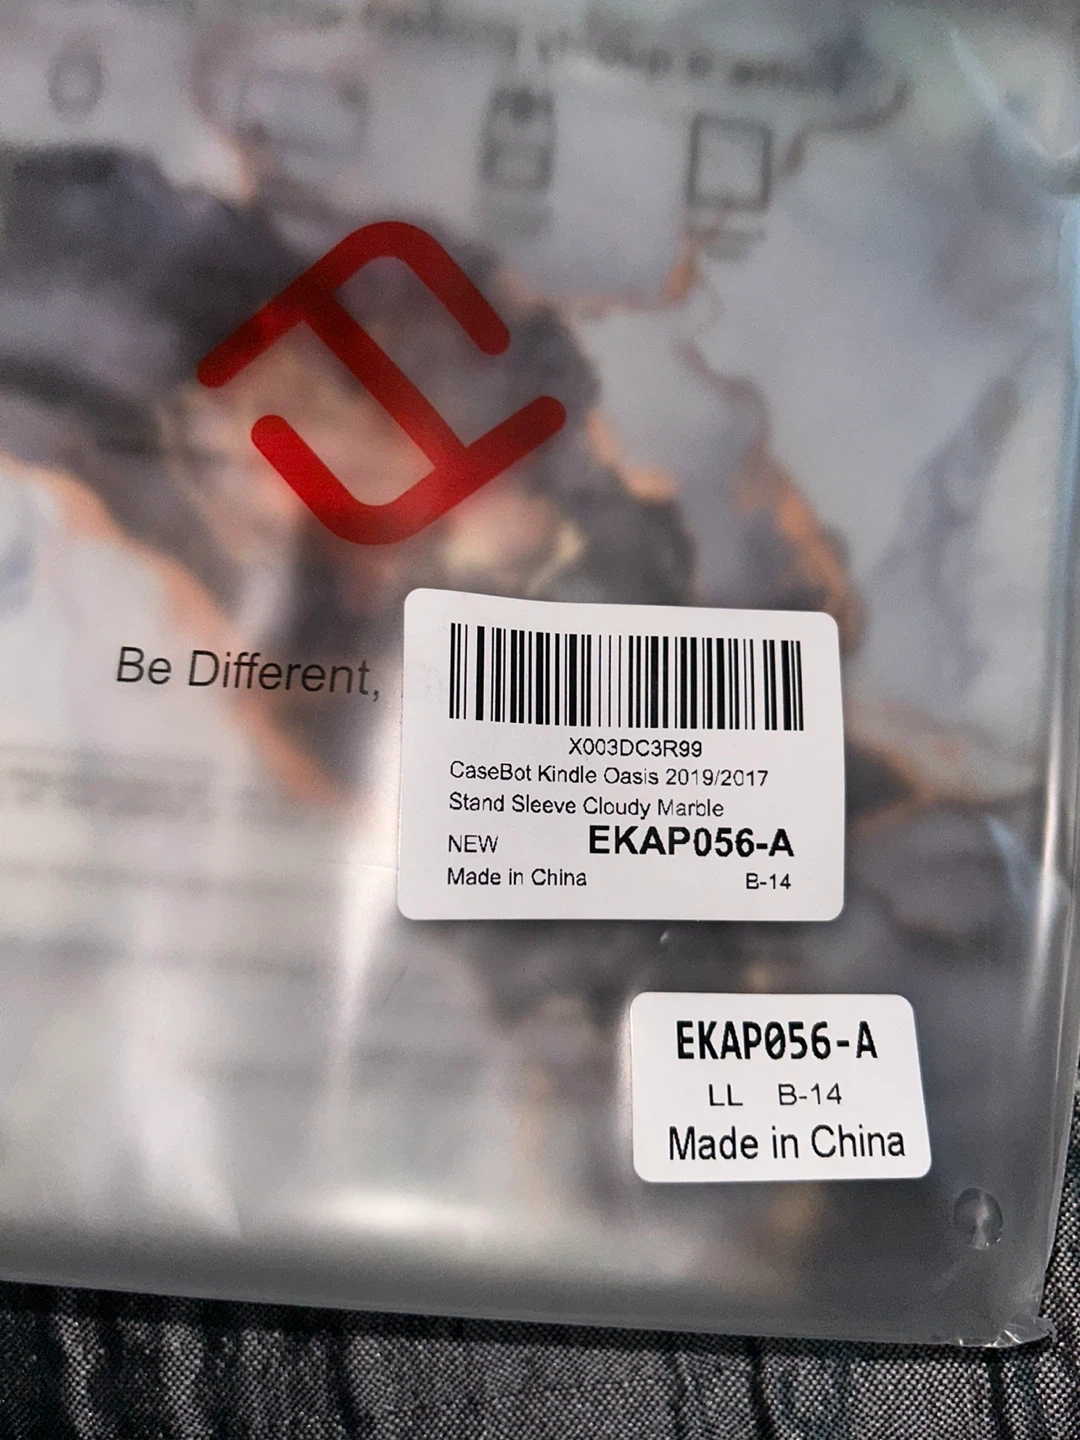 Be Different,
X003DC3R99
CaseBot Kindle Oasis 2019/2017
Stand Sleeve Cloudy Marble
NEW EKAP056-A
Made in China B-14
EKAP056-A
LL B-14
Made in China